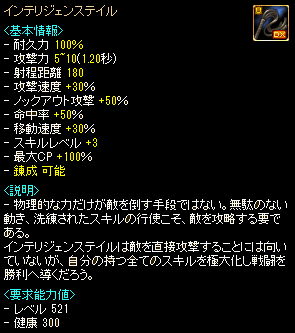 インテリジェンステイル
<基本情報>
- 耐久力 100%
- 攻撃力 5~10(1.20秒)
- 射程距離 180
- 攻撃速度 +30%
- ノックアウト攻撃 +50%
- 命中率 +50%
- 移動速度 +30%
- スキルレベル +3
- 最大CP +100%
- 錬成 可能
<説明>
- 物理的な力だけが敵を倒す手段ではない。無駄のない
動き、洗練されたスキルの行使こそ、敵を攻略する要で
ある。
インテリジェンステイルは敵を直接攻撃することには向い
ていないが、自分の持つ全てのスキルを極大化し戦闘を
勝利へ導くだろう。
<要求能力値>
- レベル 521
- 健康 300